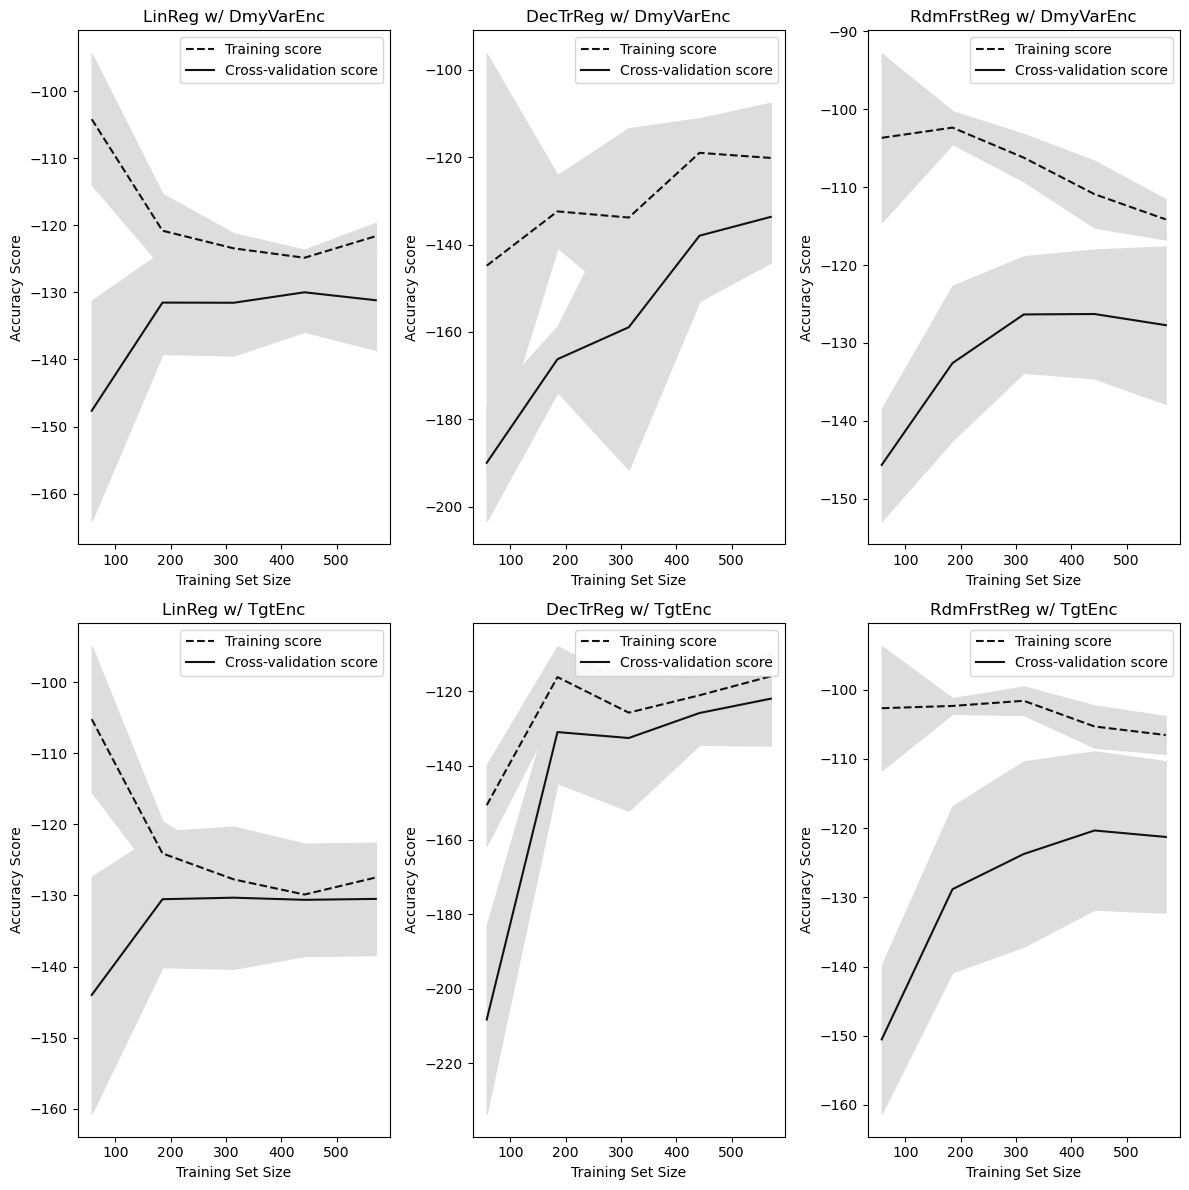 LinReg w/ DmyVarEnc
Training score
Cross-validation score
−100
−110
−120
−130
−140
−150
−160
Accuracy Score
100 200 300 400 500
Training Set Size
DecTrReg w/ DmyVarEnc
Training score
Cross-validation score
−100
−120
−140
−160
−180
−200
Accuracy Score
100 200 300 400 500
Training Set Size
RdmFrstReg w/ DmyVarEnc
Training score
Cross-validation score
−90
−100
−110
−120
−130
−140
−150
Accuracy Score
100 200 300 400 500
Training Set Size
LinReg w/ TgtEnc
Training score
Cross-validation score
−100
−110
−120
−130
−140
−150
−160
Accuracy Score
100 200 300 400 500
Training Set Size
DecTrReg w/ TgtEnc
Training score
Cross-validation score
−120
−140
−160
−180
−200
−220
Accuracy Score
100 200 300 400 500
Training Set Size
RdmFrstReg w/ TgtEnc
Training score
Cross-validation score
−100
−110
−120
−130
−140
−150
−160
Accuracy Score
100 200 300 400 500
Training Set Size